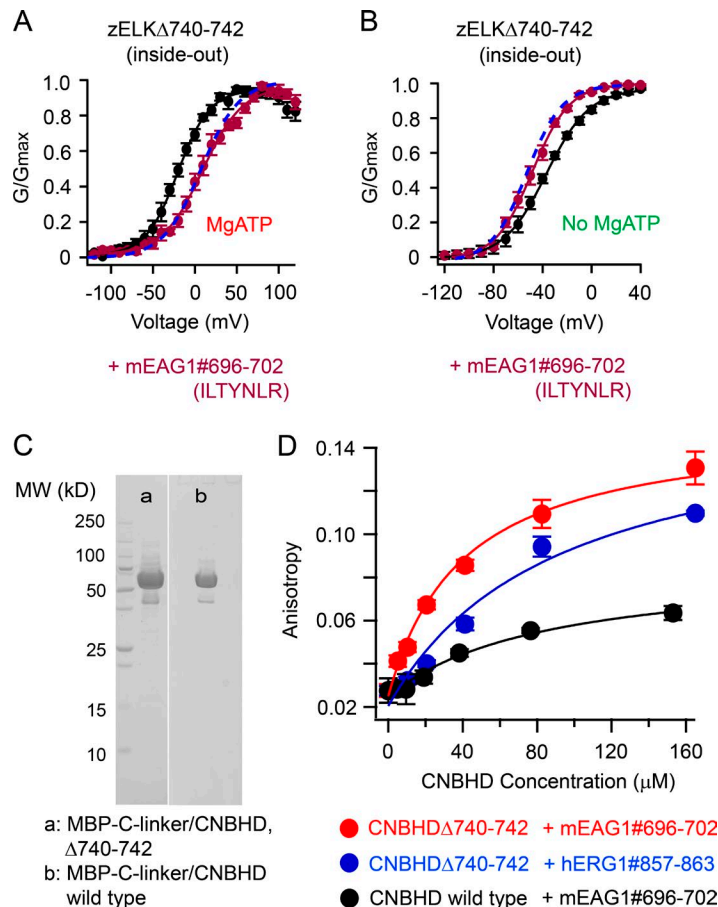 A
zELKΔ740-742
(inside-out)
G/Gmax
1.0
0.8
0.6
0.4
0.2
0
MgATP
-100 -50 0 50 100
Voltage (mV)
+ mEAG1#696-702
(ILTYNLR)
B
zELKΔ740-742
(inside-out)
G/Gmax
1.0
0.8
0.6
0.4
0.2
0
No MgATP
-120 -80 -40 0 40
Voltage (mV)
+ mEAG1#696-702
(ILTYNLR)
C
MW (kD)
a b
250
100
50
25
15
10
a: MBP-C-linker/CNBHD,
Δ740-742
b: MBP-C-linker/CNBHD
wild type
D
Anisotropy
0.14
0.10
0.06
0.02
0 40 80 120 160
CNBHD Concentration (μM)
CNBHDΔ740-742 + mEAG1#696-702
CNBHDΔ740-742 + hERG1#857-863
CNBHD wild type + mEAG1#696-702